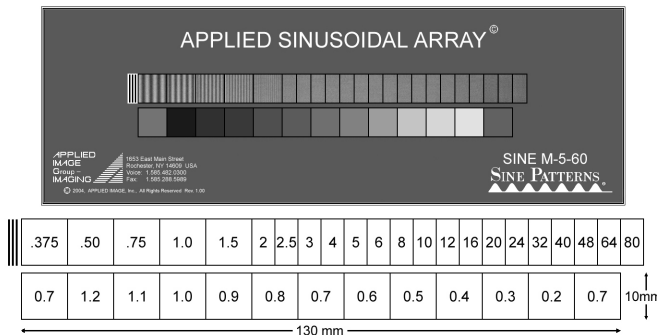 APPLIED SINUSOIDAL ARRAY©
APPLIED
IMAGE
Group –
IMAGING
1653 East Main Street
Rochester, NY 14609 USA
Voice: 1.585.482.0300
Fax: 1.585.288.5989
© 2004, APPLIED IMAGE, Inc., All Rights Reserved Rev. 1.00
SINE M-5-60
SINE PATTERNS®
.375 .50 .75 1.0 1.5 2 2.5 3 4 5 6 8 10 12 16 20 24 32 40 48 64 80
0.7 1.2 1.1 1.0 0.9 0.8 0.7 0.6 0.5 0.4 0.3 0.2 0.7 10mm
130 mm